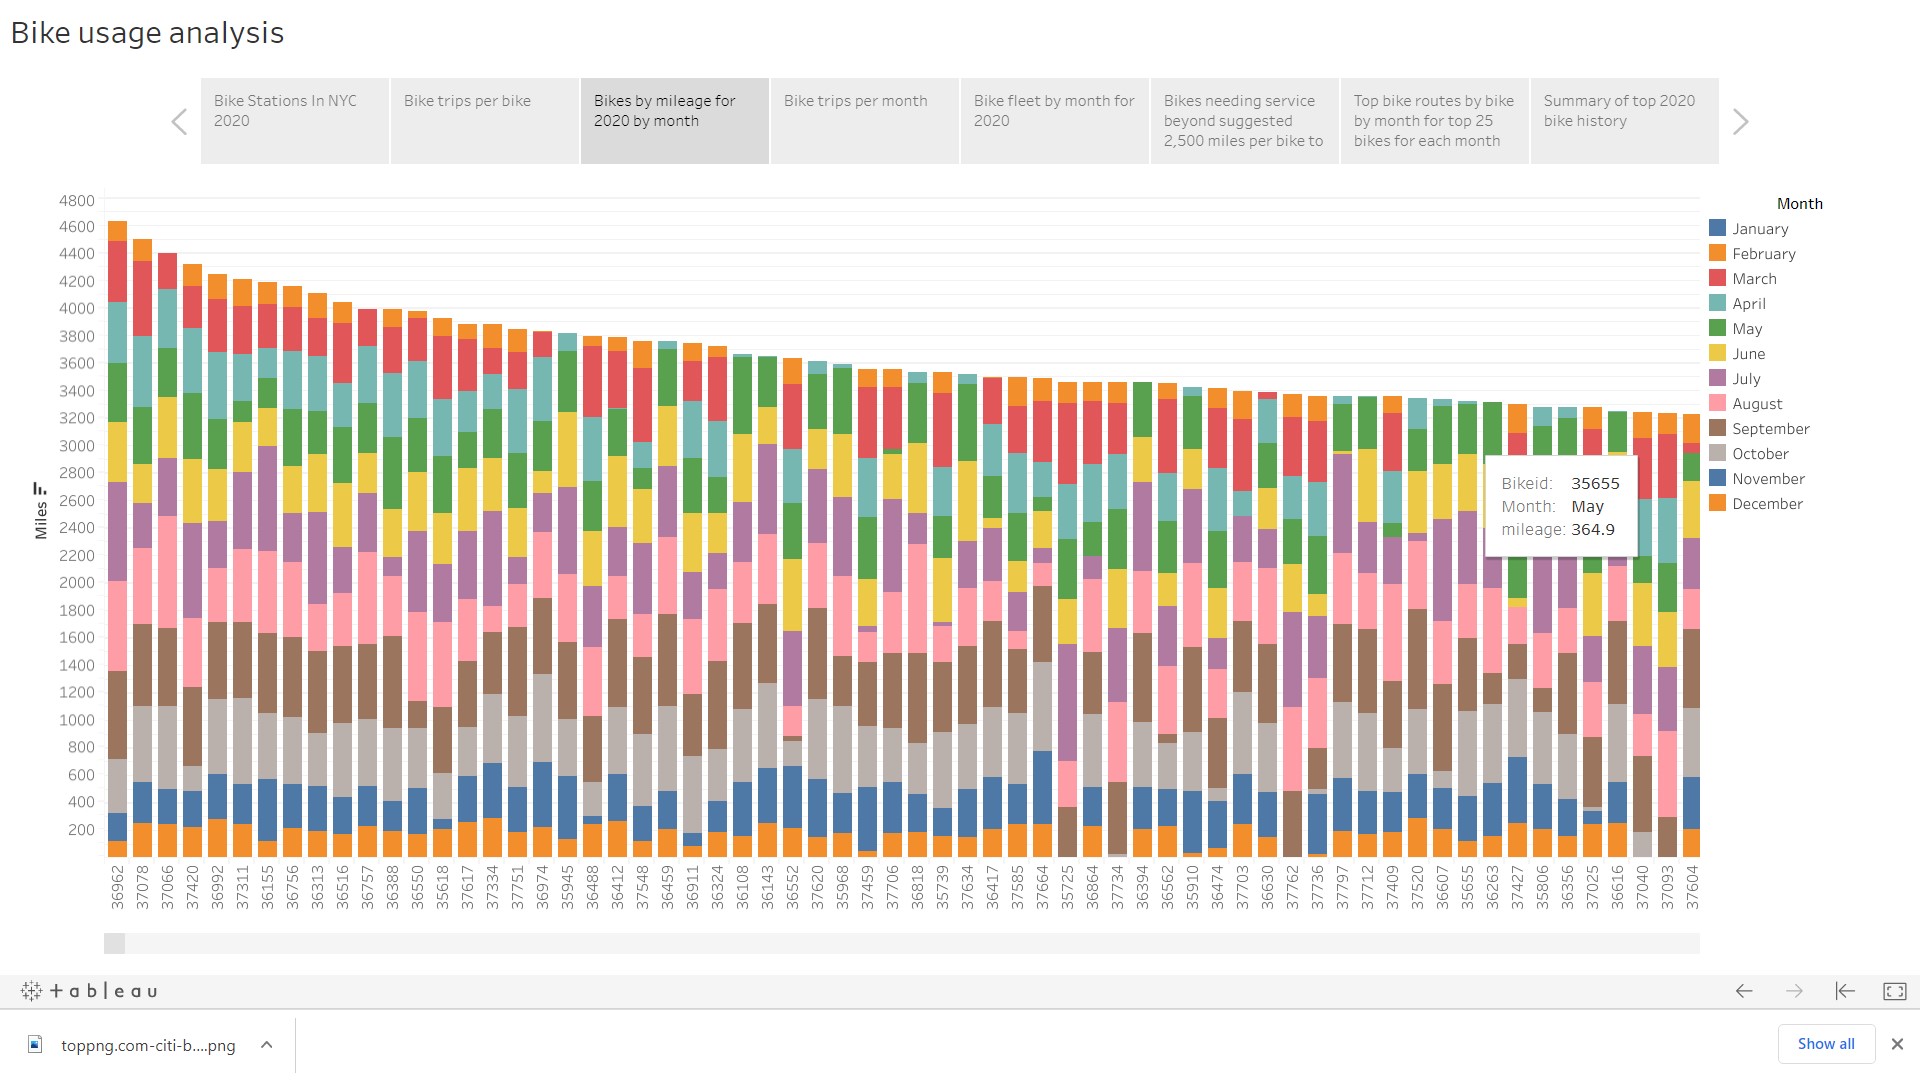 Bike usage analysis
Bike Stations In NYC
2020
Bike trips per bike
Bikes by mileage for
2020 by month
Bike trips per month
Bike fleet by month for
2020
Bikes needing service
beyond suggested
2,500 miles per bike to
Top bike routes by bike
by month for top 25
bikes for each month
Summary of top 2020
bike history
4800
4600
4400
4200
4000
3800
3600
3400
3200
3000
2800
2600
2400
2200
2000
1800
1600
1400
1200
1000
800
600
400
200
Miles
Month
January
February
March
April
May
June
July
August
September
October
November
December
Bikeid: 35655
Month: May
mileage: 364.9
36962
37078
37066
37420
36992
37311
36155
36756
36313
36516
36757
36388
36550
35618
37617
37334
37751
36974
35945
36488
36412
37548
36459
36911
36324
36108
36143
36552
37620
35968
37459
37706
36818
35739
37634
36417
37585
37664
35725
36864
37734
36394
36562
35910
36474
37703
36630
37762
37736
37797
37712
37409
37520
36607
35655
36263
37427
35806
36356
37025
36616
37040
37093
37604
+ a b l e a u
toppng.com-citi-b....png
Show all